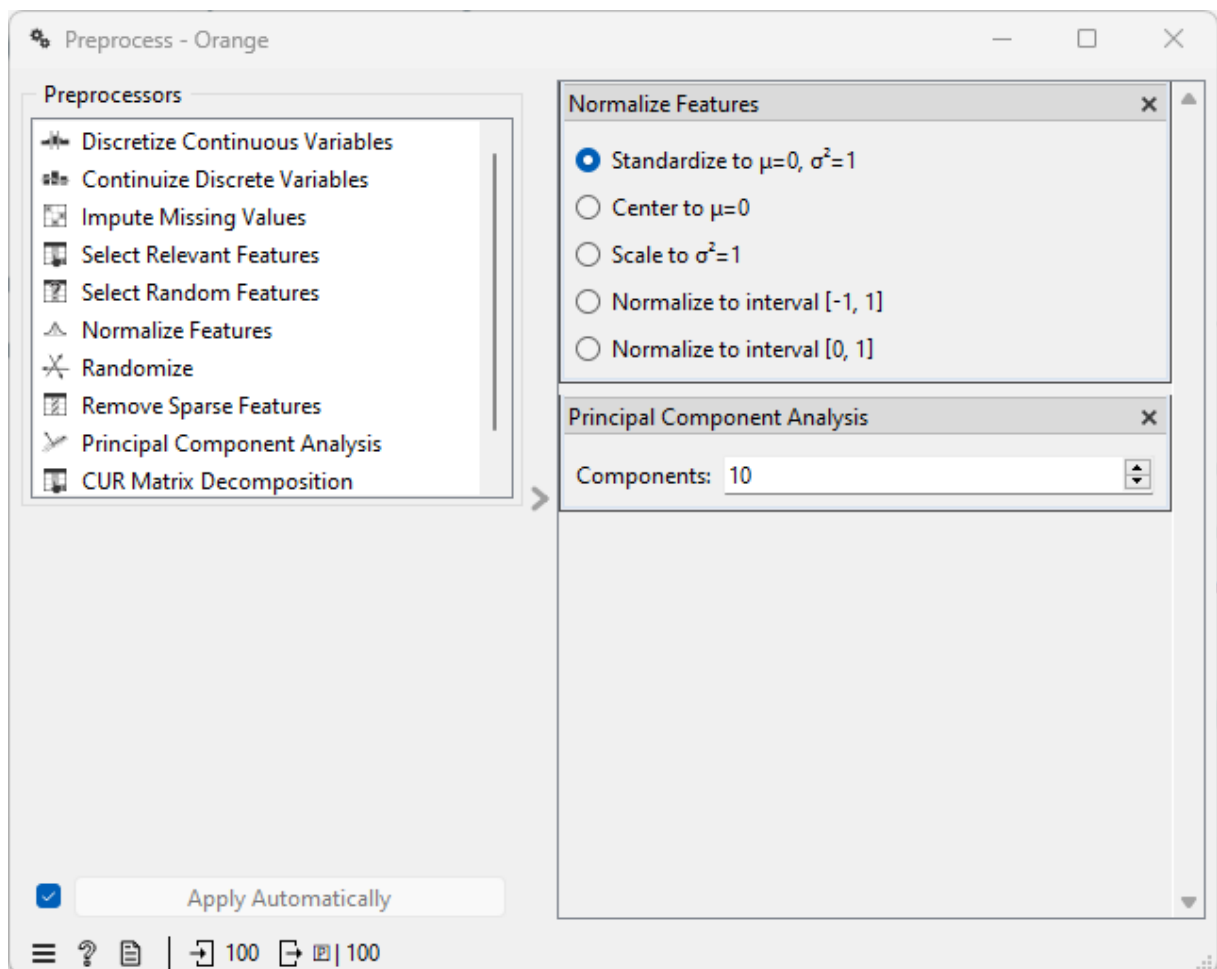 Preprocess - Orange
Preprocessors
Discretize Continuous Variables
Continuize Discrete Variables
Impute Missing Values
Select Relevant Features
Select Random Features
Normalize Features
Randomize
Remove Sparse Features
Principal Component Analysis
CUR Matrix Decomposition
Normalize Features
Standardize to μ=0, σ²=1
Center to μ=0
Scale to σ²=1
Normalize to interval [-1, 1]
Normalize to interval [0, 1]
Principal Component Analysis
Components: 10
Apply Automatically
? 100 P | 100